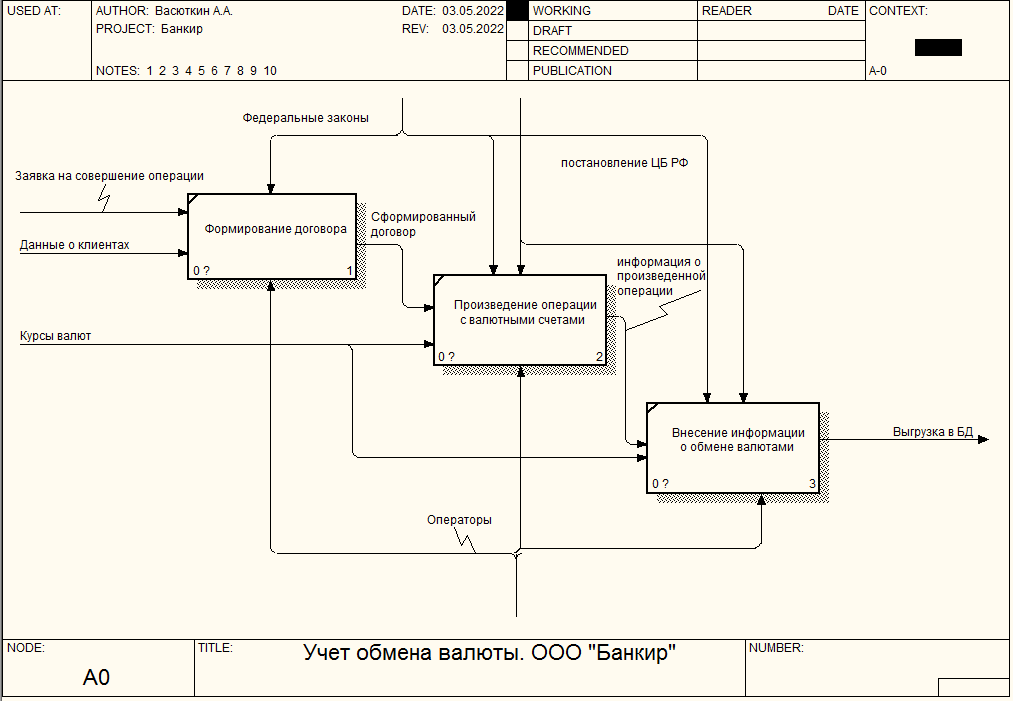 USED AT:
AUTHOR: Васюткин А.А.
DATE: 03.05.2022
WORKING
READER
DATE
CONTEXT:
PROJECT: Банкир
REV: 03.05.2022
DRAFT
RECOMMENDED
NOTES: 1 2 3 4 5 6 7 8 9 10
PUBLICATION
A-0
Федеральные законы
постановление ЦБ РФ
Заявка на совершение операции
Данные о клиентах
Формирование договора
0 ?
1
Сформированный
договор
информация о
произведенной
операции
Произведение операции
с валютными счетами
0 ?
2
Курсы валют
Внесение информации
о обмене валютами
0 ?
3
Выгрузка в БД
Операторы
NODE:
A0
TITLE:
Учет обмена валюты. ООО "Банкир"
NUMBER: